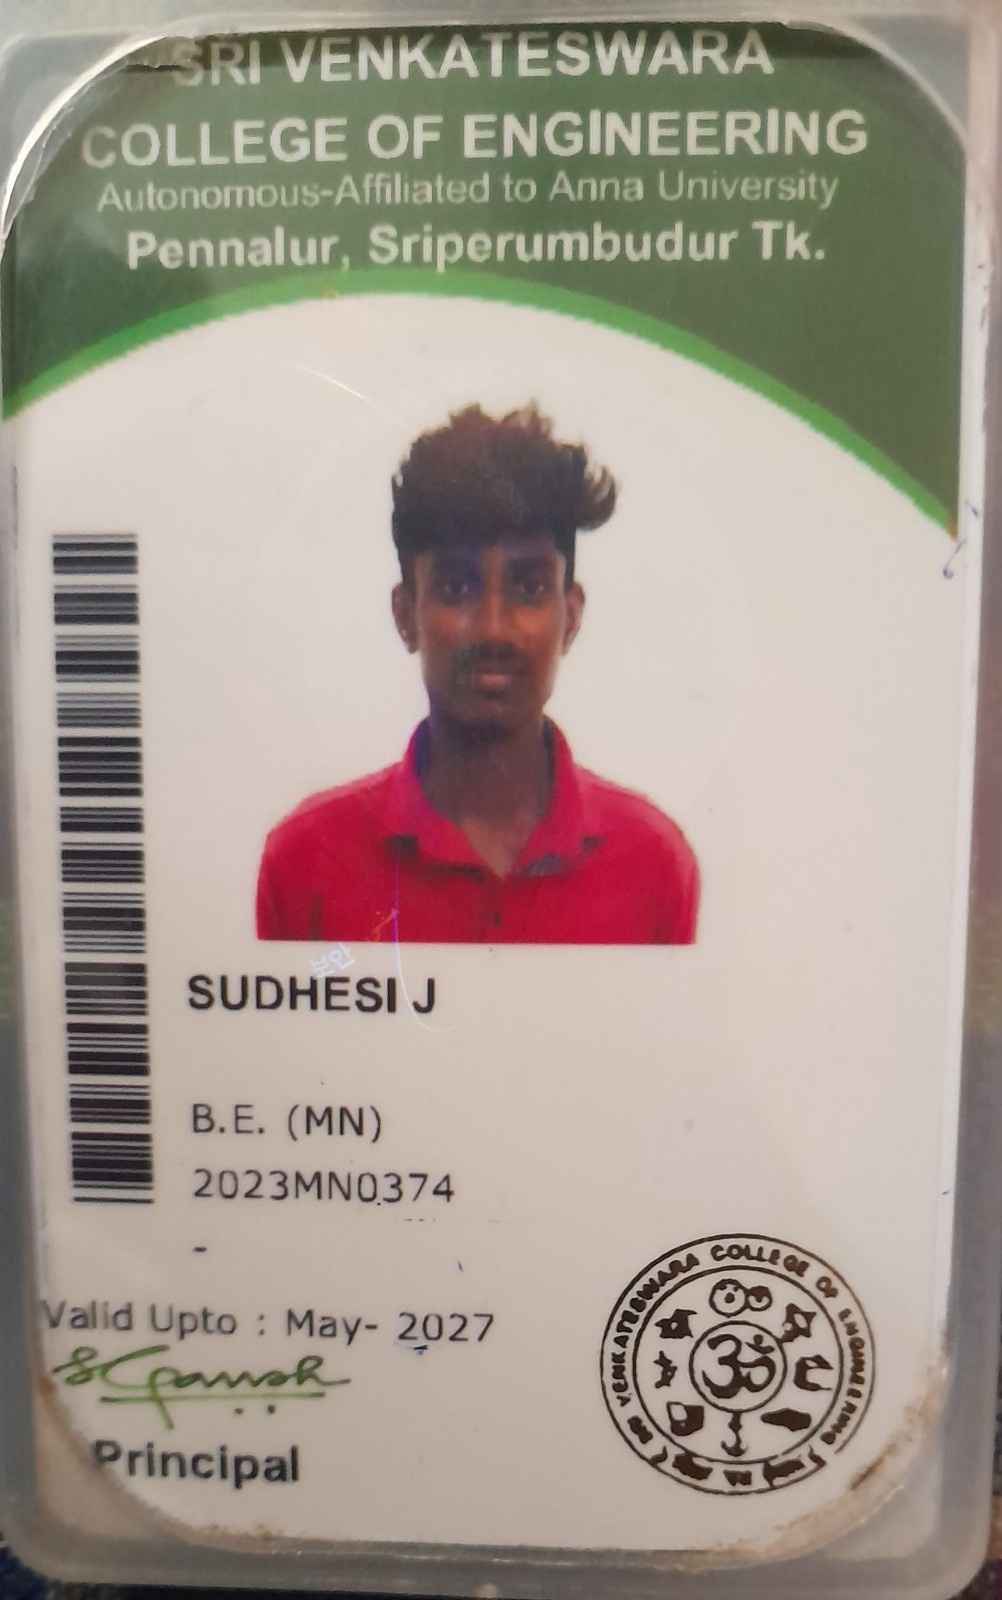 SRI VENKATESWARA
COLLEGE OF ENGINEERING
Autonomous-Affiliated to Anna University
Pennalur, Sriperumbudur Tk.
SUDHESI J
B.E. (MN)
2023MN0374
-
Valid Upto : May- 2027
Principal
SRI VENKATESWARA COLLEGE OF ENGINEERING
ॐ